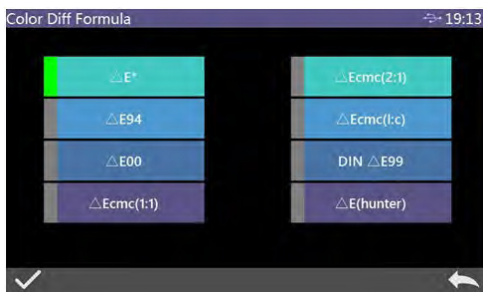 Color Diff Formula 19:13
△E*
△Ecmc(2:1)
△E94
△Ecmc(l:c)
△E00
DIN △E99
△Ecmc(1:1)
△E(hunter)